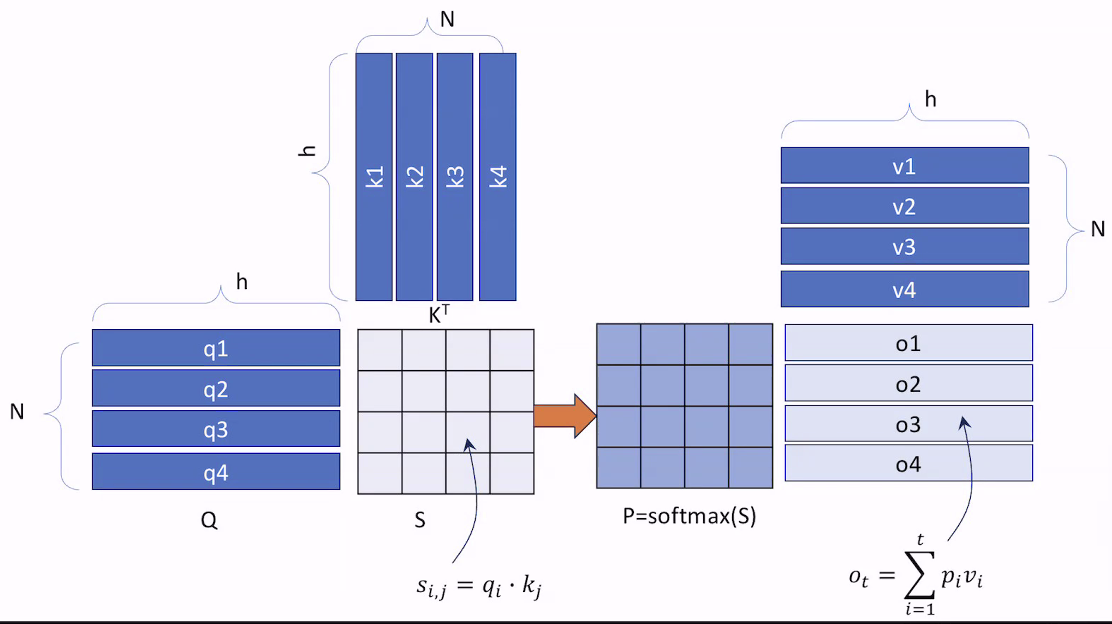 N
h
k1 k2 k3 k4
Kᵀ
h
N
q1
q2
q3
q4
Q
S
s_{i,j} = q_i · k_j
P=softmax(S)
h
N
v1
v2
v3
v4
o1
o2
o3
o4
o_t = \sum_{i=1}^{t} p_i v_i